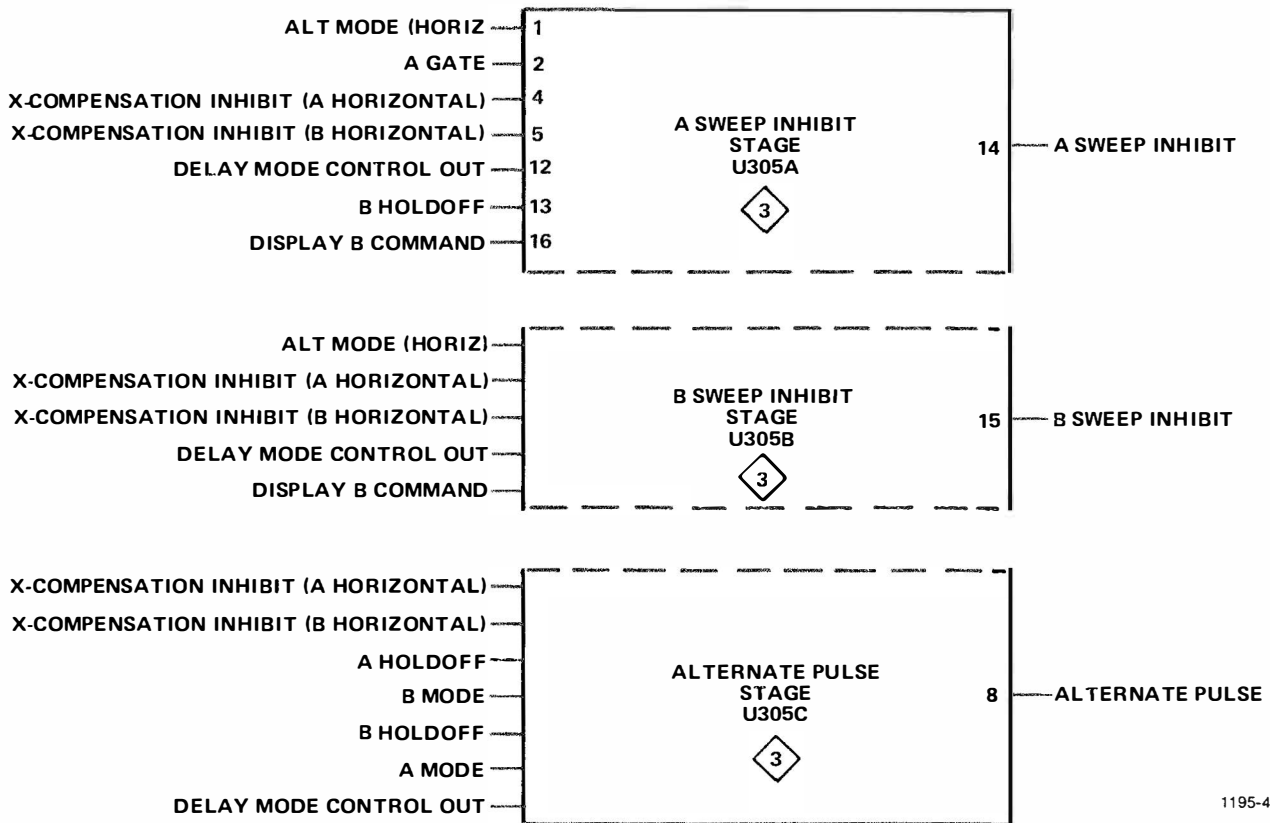 ALT MODE (HORIZ 1
A GATE 2
X-COMPENSATION INHIBIT (A HORIZONTAL) 4
X-COMPENSATION INHIBIT (B HORIZONTAL) 5
DELAY MODE CONTROL OUT 12
B HOLDOFF 13
DISPLAY B COMMAND 16
A SWEEP INHIBIT
STAGE
U305A
3
14 A SWEEP INHIBIT
ALT MODE (HORIZ)
X-COMPENSATION INHIBIT (A HORIZONTAL)
X-COMPENSATION INHIBIT (B HORIZONTAL)
DELAY MODE CONTROL OUT
DISPLAY B COMMAND
B SWEEP INHIBIT
STAGE
U305B
3
15 B SWEEP INHIBIT
X-COMPENSATION INHIBIT (A HORIZONTAL)
X-COMPENSATION INHIBIT (B HORIZONTAL)
A HOLDOFF
B MODE
B HOLDOFF
A MODE
DELAY MODE CONTROL OUT
ALTERNATE PULSE
STAGE
U305C
3
8 ALTERNATE PULSE
1195-4